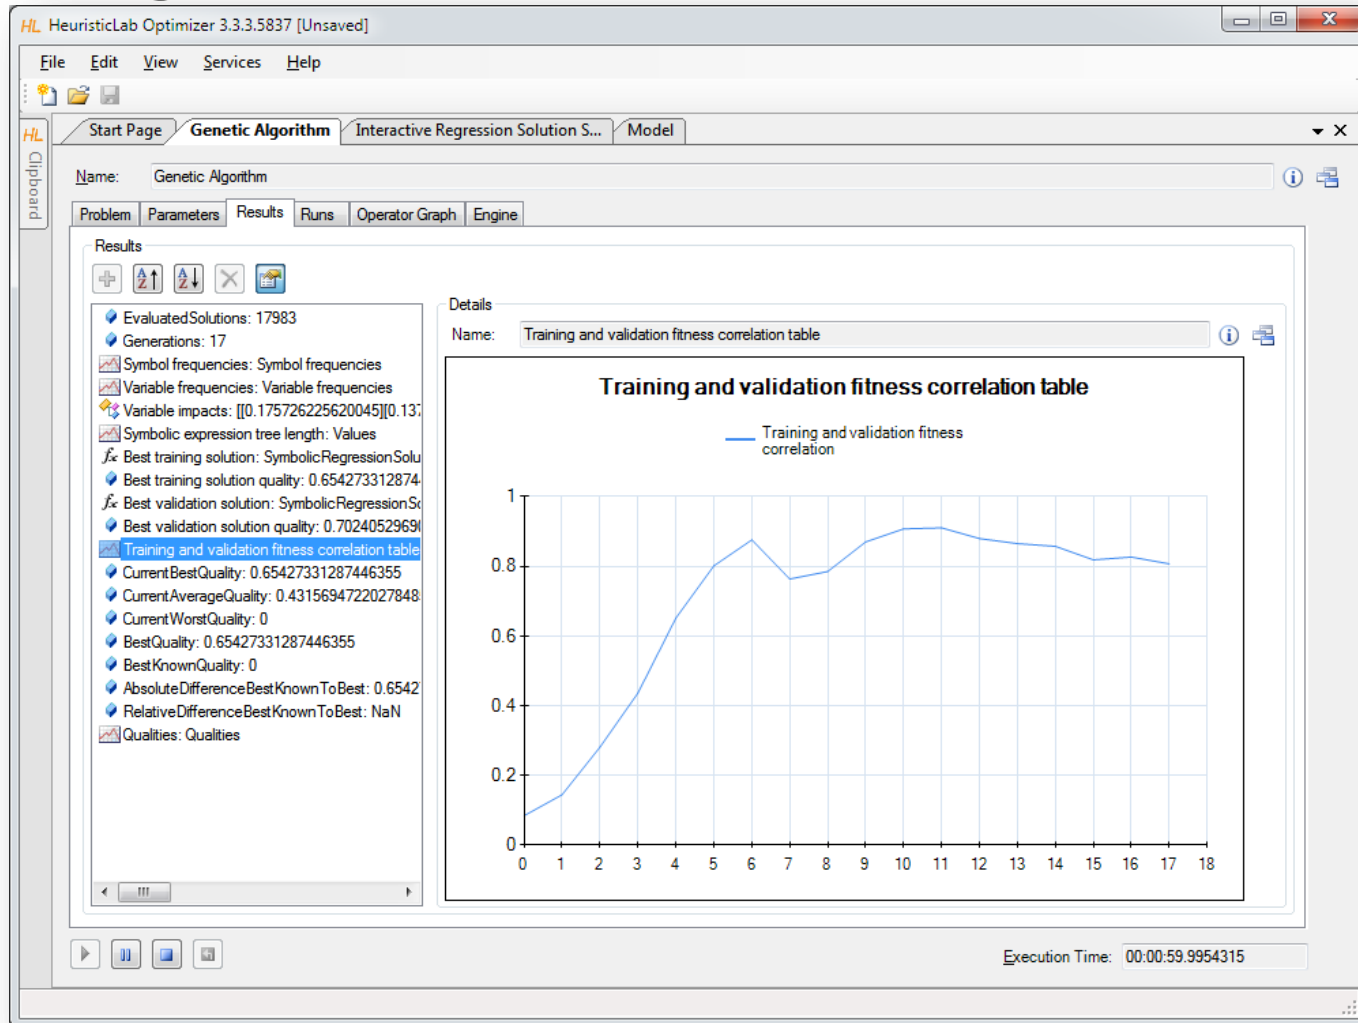 HL HeuristicLab Optimizer 3.3.3.5837 [Unsaved]
File Edit View Services Help
HL Clipboard
Start Page Genetic Algorithm Interactive Regression Solution S... Model
Name: Genetic Algorithm
Problem Parameters Results Runs Operator Graph Engine
Results
EvaluatedSolutions: 17983
Generations: 17
Symbol frequencies: Symbol frequencies
Variable frequencies: Variable frequencies
Variable impacts: [[0.175726225620045][0.137
Symbolic expression tree length: Values
Best training solution: SymbolicRegressionSolu
Best training solution quality: 0.6542733128744
Best validation solution: SymbolicRegressionSo
Best validation solution quality: 0.7024052969
Training and validation fitness correlation table
CurrentBestQuality: 0.65427331287446355
CurrentAverageQuality: 0.4315694722027848
CurrentWorstQuality: 0
BestQuality: 0.65427331287446355
BestKnownQuality: 0
AbsoluteDifferenceBestKnownToBest: 0.6542
RelativeDifferenceBestKnownToBest: NaN
Qualities: Qualities
Details
Name: Training and validation fitness correlation table
Training and validation fitness correlation table
Training and validation fitness
correlation
1
0.8
0.6
0.4
0.2
0
0 1 2 3 4 5 6 7 8 9 10 11 12 13 14 15 16 17 18
Execution Time: 00:00:59.9954315